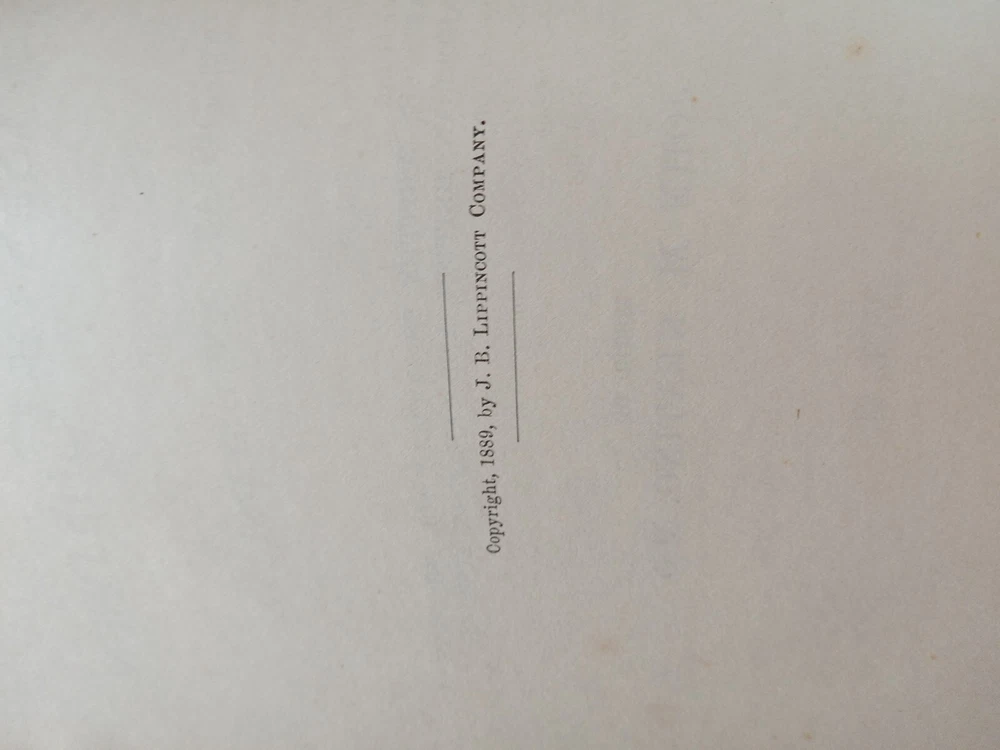 Copyright, 1889, by J. B. LIPPINCOTT COMPANY.